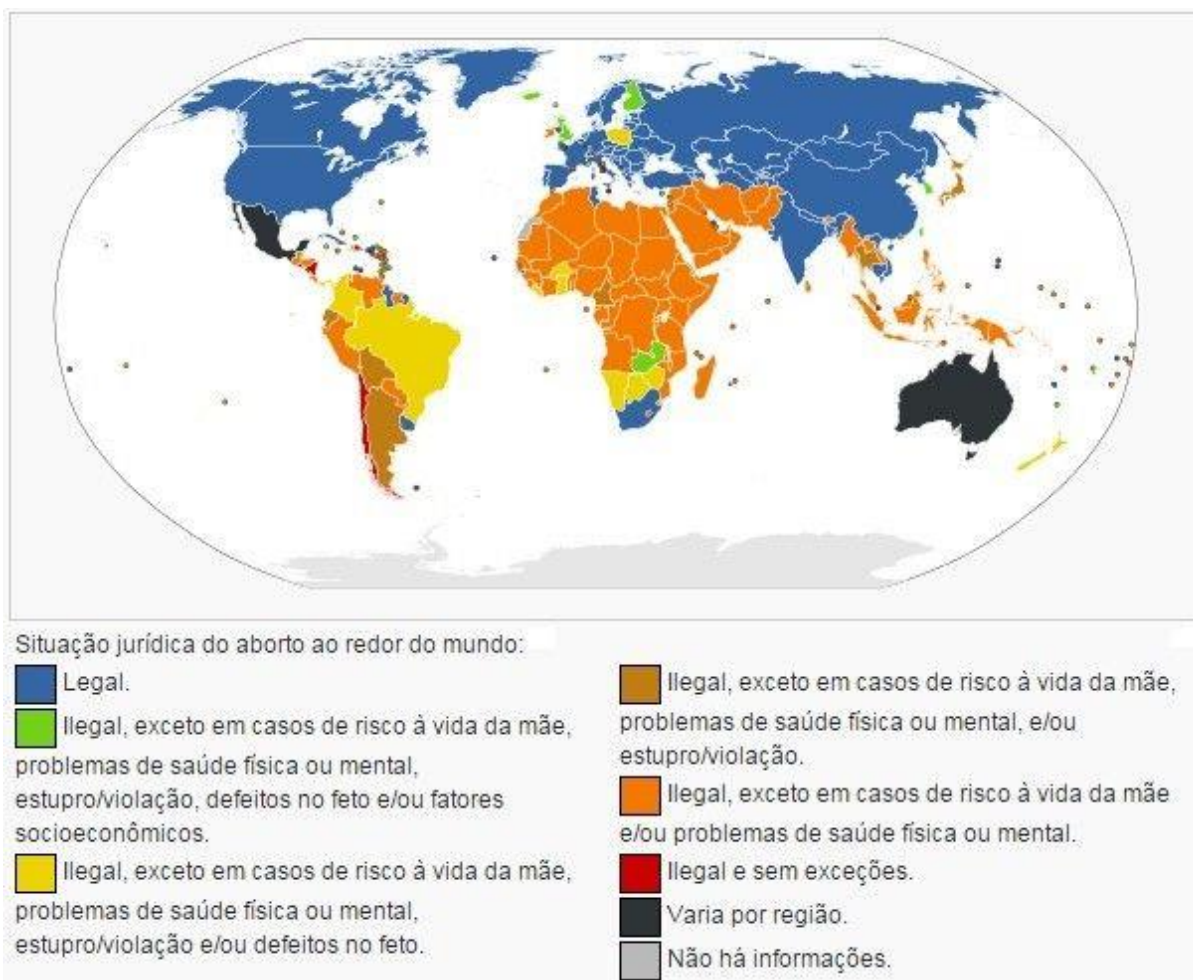 Situação jurídica do aborto ao redor do mundo:
Legal.
Ilegal, exceto em casos de risco à vida da mãe,
problemas de saúde física ou mental,
estupro/violação, defeitos no feto e/ou fatores
socioeconômicos.
Ilegal, exceto em casos de risco à vida da mãe,
problemas de saúde física ou mental,
estupro/violação e/ou defeitos no feto.
Ilegal, exceto em casos de risco à vida da mãe,
problemas de saúde física ou mental, e/ou
estupro/violação.
Ilegal, exceto em casos de risco à vida da mãe
e/ou problemas de saúde física ou mental.
Ilegal e sem exceções.
Varia por região.
Não há informações.